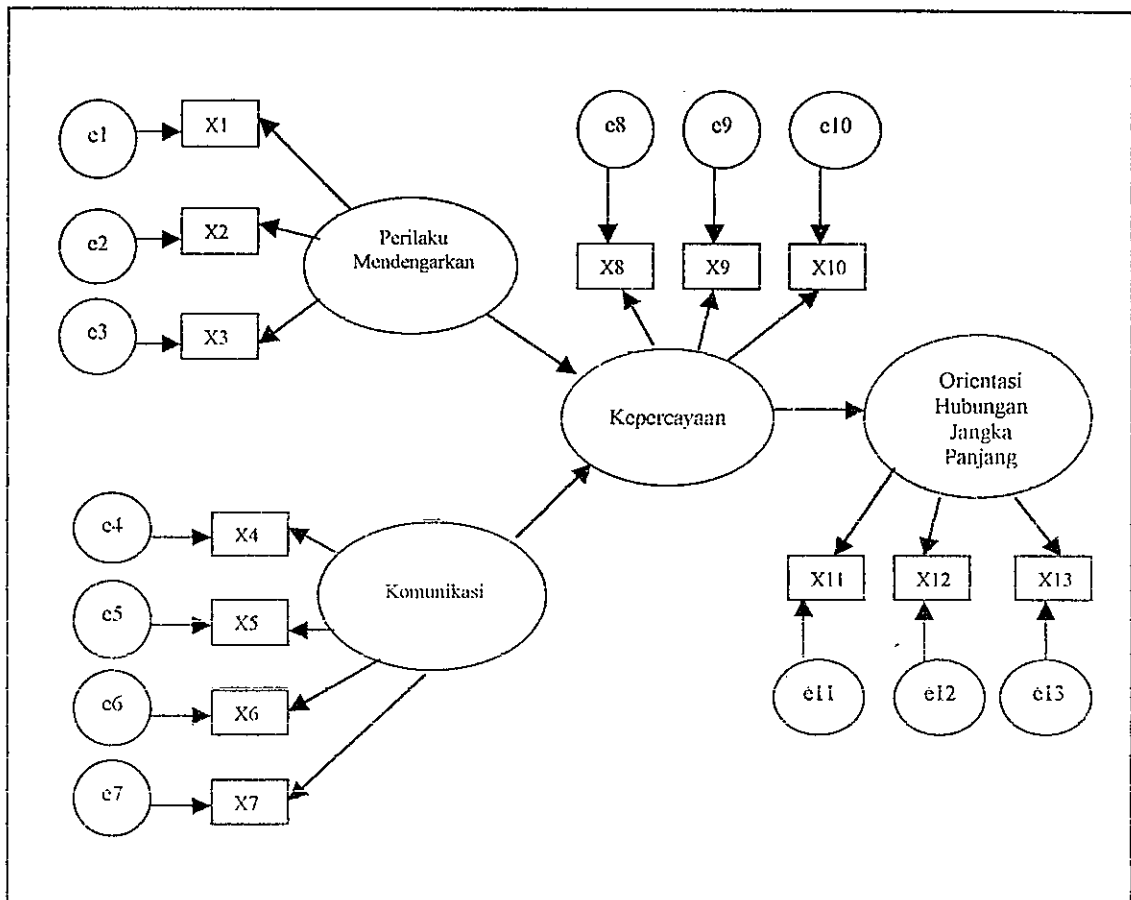 e1
X1
e2
X2
e3
X3
Perilaku
Mendengarkan
e8
e9
e10
X8
X9
X10
Kepercayaan
Orientasi
Hubungan
Jangka
Panjang
e4
X4
e5
X5
e6
X6
e7
X7
Komunikasi
X11
X12
X13
e11
e12
e13